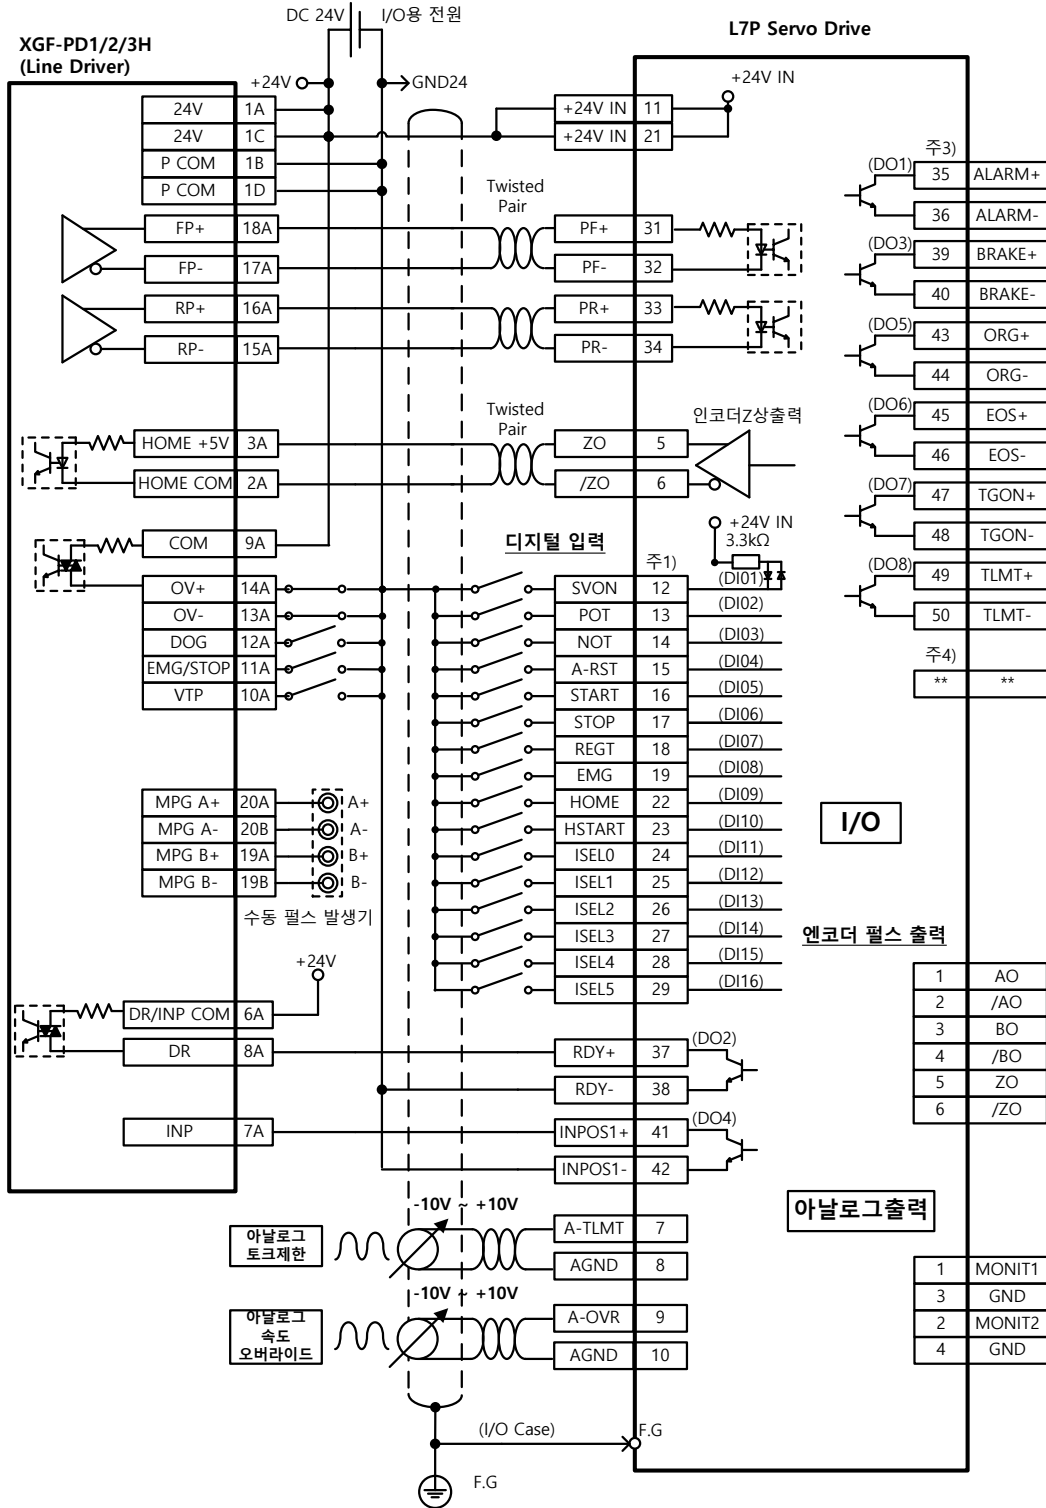 DC 24V I/O용 전원
XGF-PD1/2/3H
(Line Driver)
L7P Servo Drive
+24V
GND24
+24V IN
24V 1A
24V 1C
P COM 1B
P COM 1D
+24V IN 11
+24V IN 21
Twisted
Pair
FP+ 18A
FP- 17A
RP+ 16A
RP- 15A
PF+ 31
PF- 32
PR+ 33
PR- 34
Twisted
Pair
HOME +5V 3A
HOME COM 2A
ZO 5
/ZO 6
인코더Z상출력
COM 9A
OV+ 14A
OV- 13A
DOG 12A
EMG/STOP 11A
VTP 10A
디지털 입력
+24V IN
3.3kΩ
주1)
SVON 12 (DI01)
POT 13 (DI02)
NOT 14 (DI03)
A-RST 15 (DI04)
START 16 (DI05)
STOP 17 (DI06)
REGT 18 (DI07)
EMG 19 (DI08)
HOME 22 (DI09)
HSTART 23 (DI10)
ISEL0 24 (DI11)
ISEL1 25 (DI12)
ISEL2 26 (DI13)
ISEL3 27 (DI14)
ISEL4 28 (DI15)
ISEL5 29 (DI16)
MPG A+ 20A A+
MPG A- 20B A-
MPG B+ 19A B+
MPG B- 19B B-
수동 펄스 발생기
+24V
DR/INP COM 6A
DR 8A
INP 7A
RDY+ 37 (DO2)
RDY- 38
INPOS1+ 41 (DO4)
INPOS1- 42
아날로그
토크제한
-10V ~ +10V
A-TLMT 7
AGND 8
아날로그
속도
오버라이드
-10V ~ +10V
A-OVR 9
AGND 10
(I/O Case)
F.G
F.G
주3)
(DO1) 35 ALARM+
36 ALARM-
(DO3) 39 BRAKE+
40 BRAKE-
(DO5) 43 ORG+
44 ORG-
(DO6) 45 EOS+
46 EOS-
(DO7) 47 TGON+
48 TGON-
(DO8) 49 TLMT+
50 TLMT-
주4)
** **
I/O
엔코더 펄스 출력
1 AO
2 /AO
3 BO
4 /BO
5 ZO
6 /ZO
아날로그출력
1 MONIT1
3 GND
2 MONIT2
4 GND